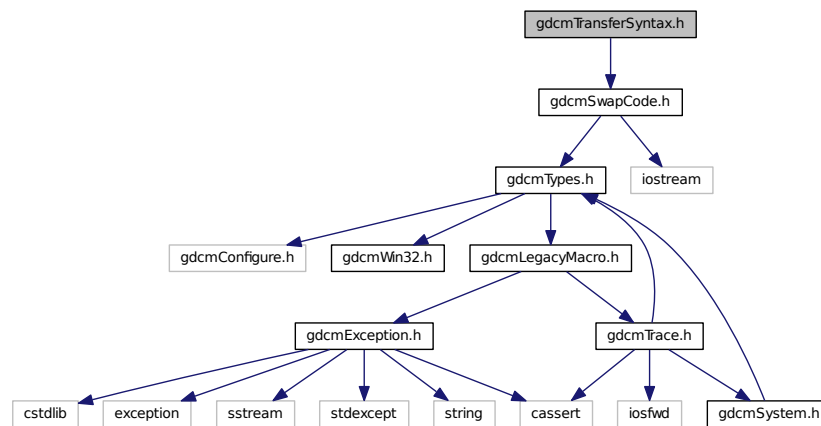 gdcmTransferSyntax.h
gdcmSwapCode.h
gdcmTypes.h
iostream
gdcmConfigure.h
gdcmWin32.h
gdcmLegacyMacro.h
gdcmException.h
gdcmTrace.h
cstdlib
exception
sstream
stdexcept
string
cassert
iosfwd
gdcmSystem.h